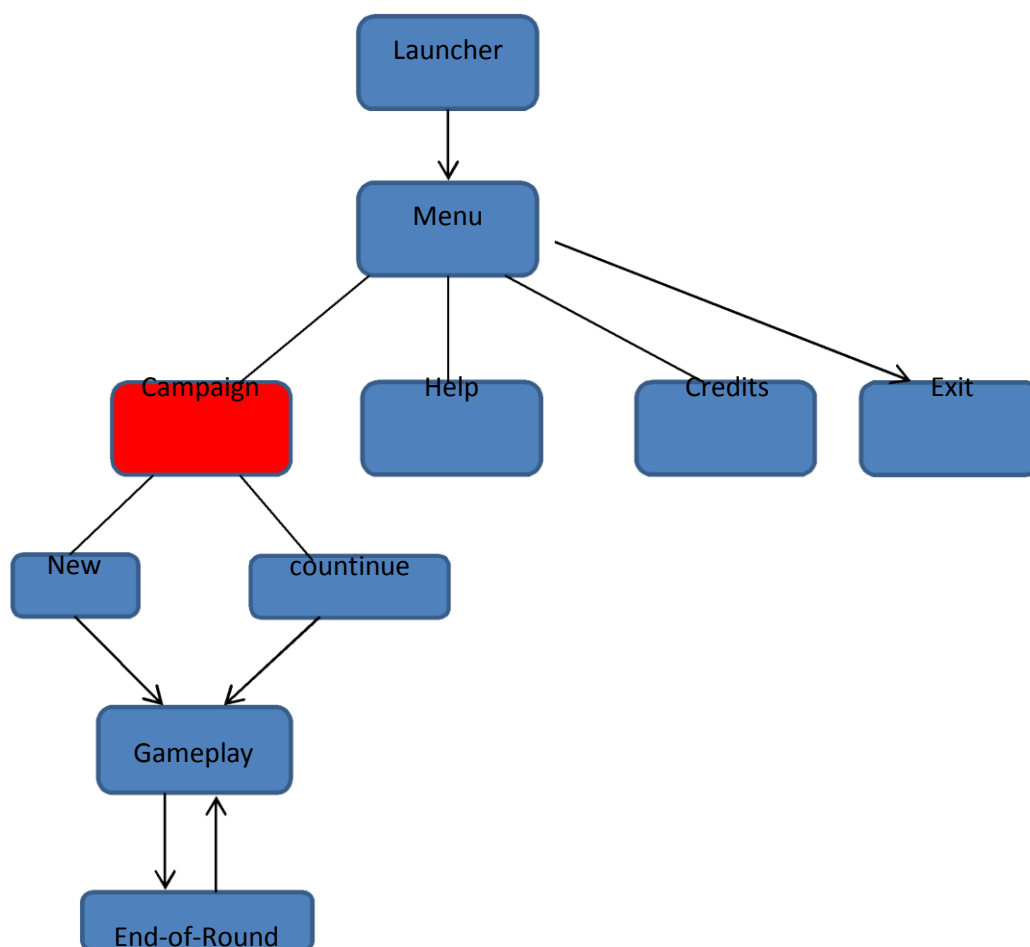 Launcher
Menu
Campaign
Help
Credits
Exit
New
countinue
Gameplay
End-of-Round